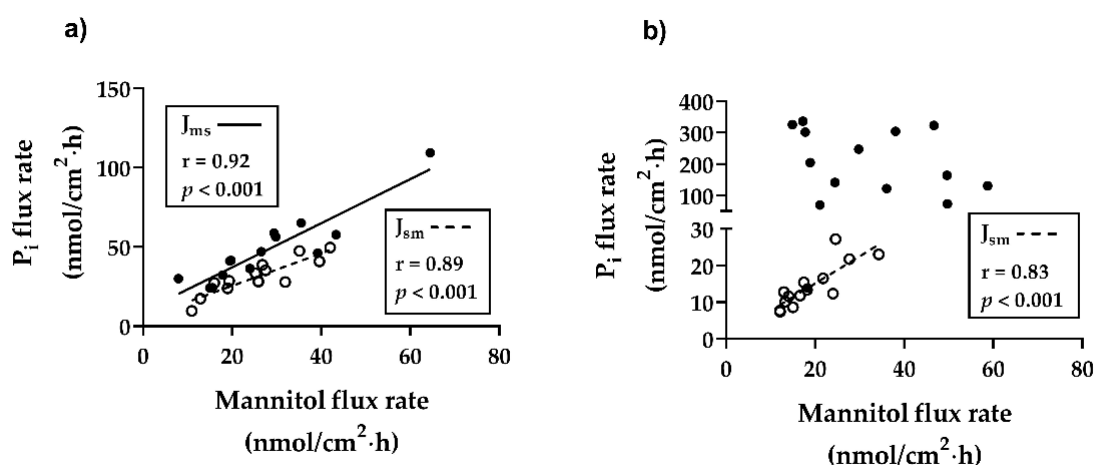 a)
P_i flux rate
(nmol/cm²·h)
150
100
50
0
J_ms
r = 0.92
p < 0.001
J_sm
r = 0.89
p < 0.001
0 20 40 60 80
Mannitol flux rate
(nmol/cm²·h)
b)
P_i flux rate
(nmol/cm²·h)
400
300
200
100
30
20
10
0
J_sm
r = 0.83
p < 0.001
0 20 40 60 80
Mannitol flux rate
(nmol/cm²·h)